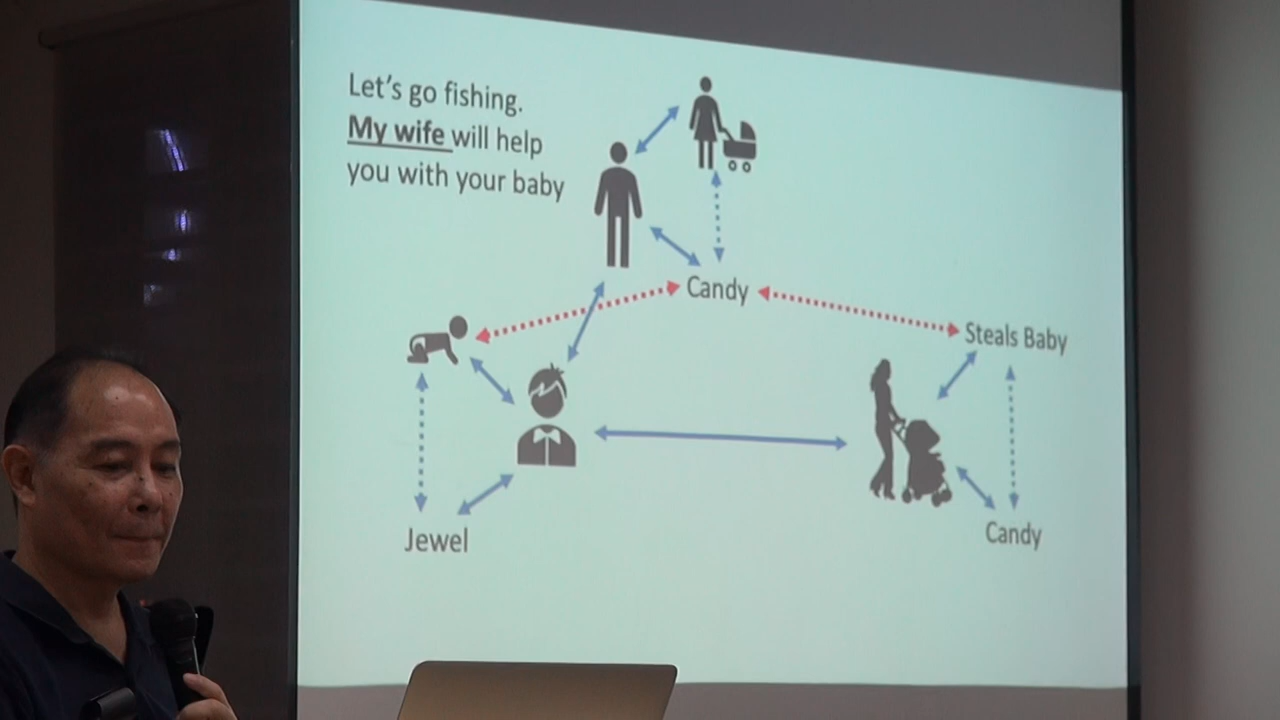 Let's go fishing.
My wife will help
you with your baby
Candy
Steals Baby
Jewel
Candy